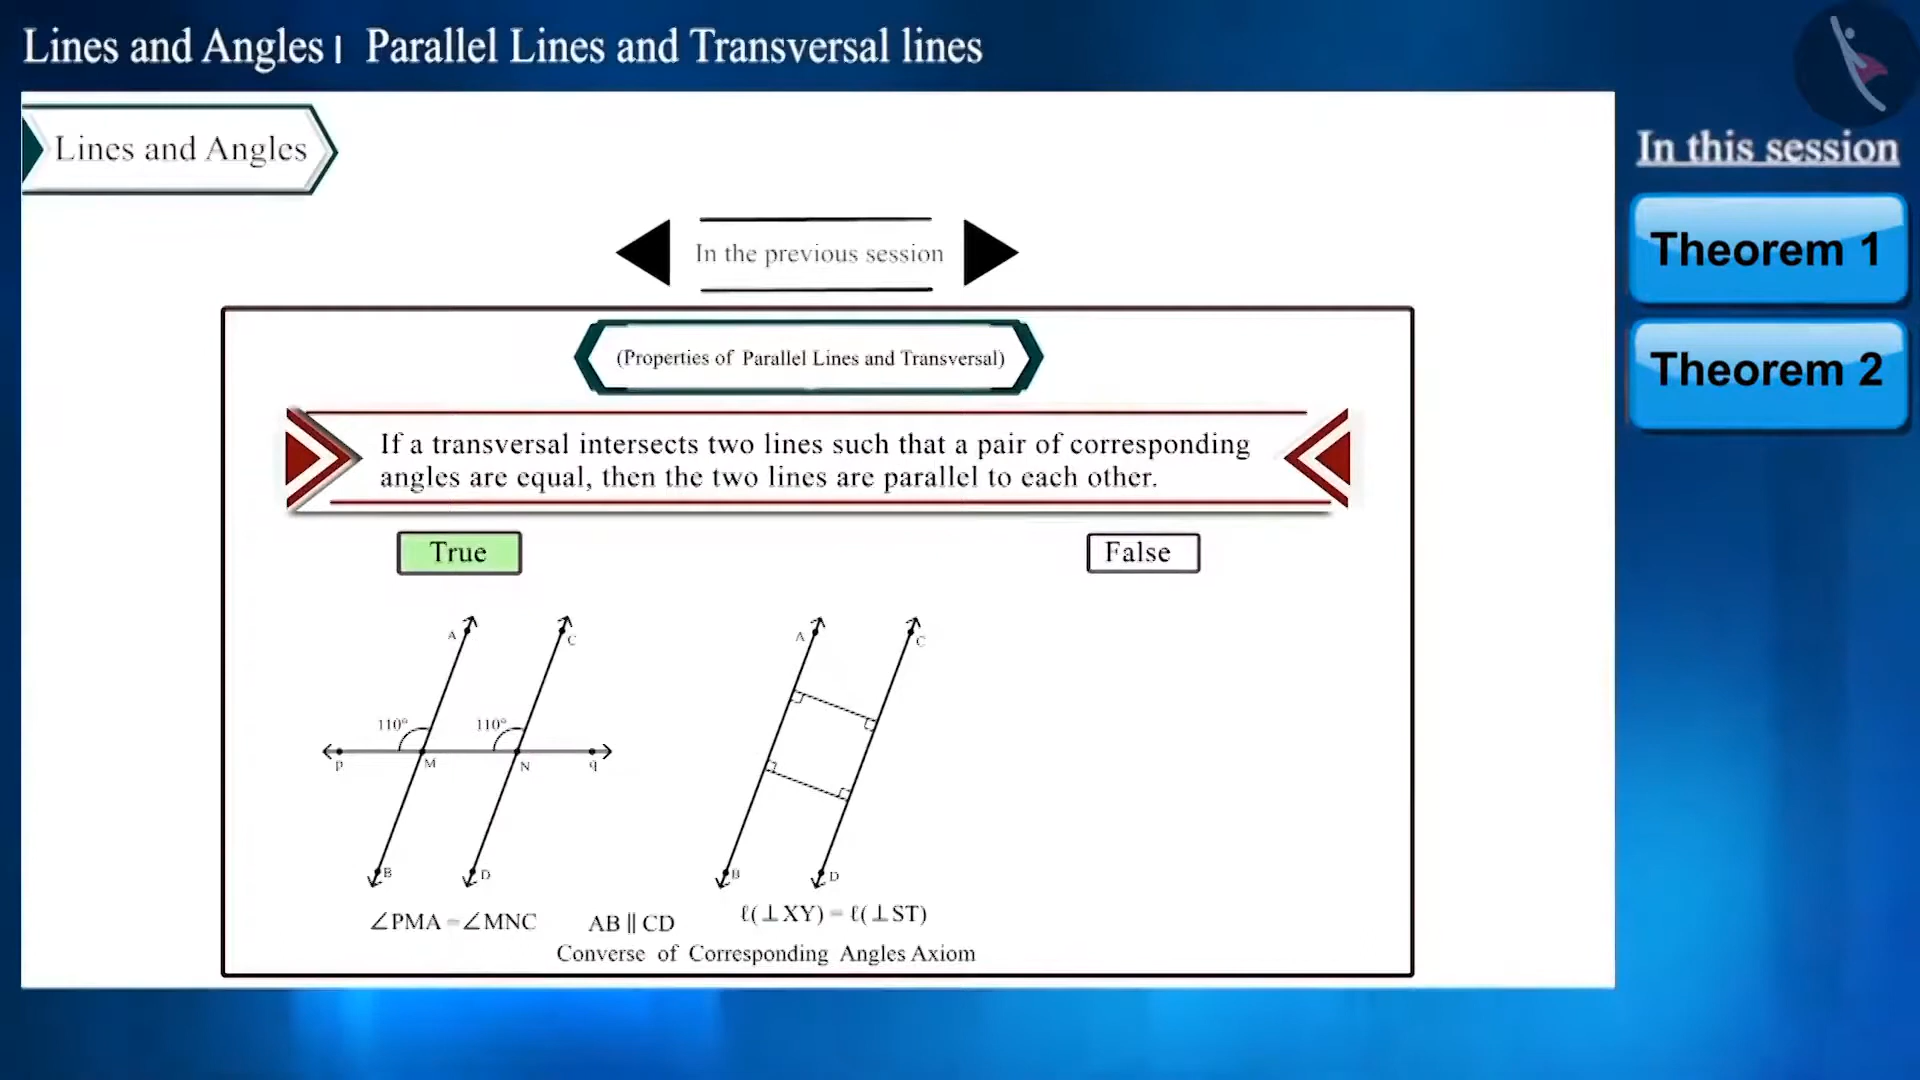 Lines and Angles। Parallel Lines and Transversal lines
In this session
Theorem 1
Theorem 2
Lines and Angles
In the previous session
(Properties of Parallel Lines and Transversal)
If a transversal intersects two lines such that a pair of corresponding
angles are equal, then the two lines are parallel to each other.
True
False
A
C
110°
110°
p
M
N
q
B
D
A
C
B
D
∠PMA = ∠MNC
AB || CD
ℓ(⊥XY) = ℓ(⊥ST)
Converse of Corresponding Angles Axiom